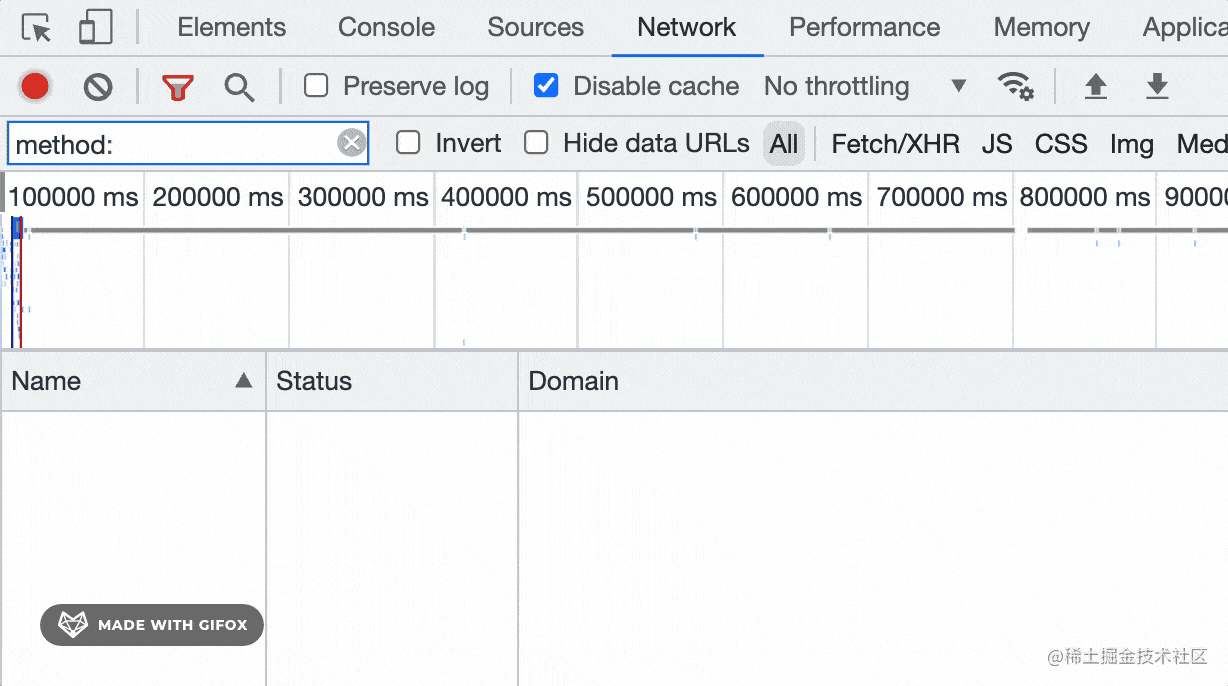 Elements Console Sources Network Performance Memory Applica
Preserve log Disable cache No throttling
method: Invert Hide data URLs All Fetch/XHR JS CSS Img Med
100000 ms 200000 ms 300000 ms 400000 ms 500000 ms 600000 ms 700000 ms 800000 ms 90000
Name Status Domain
MADE WITH GIFOX
@稀土掘金技术社区